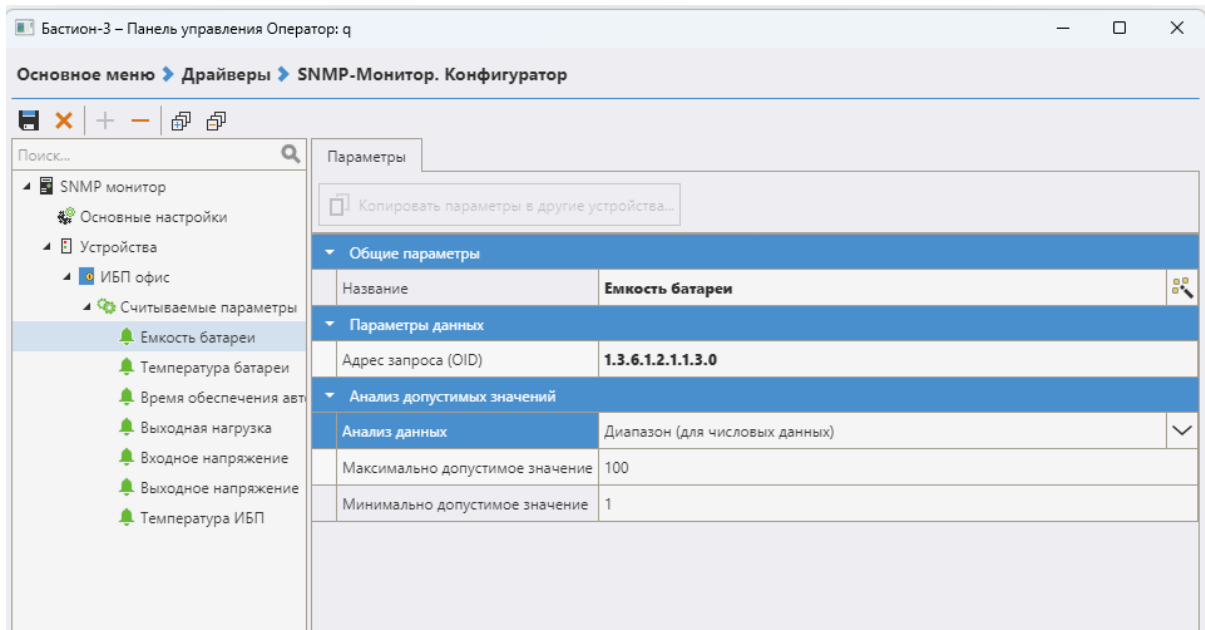 Бастион-3 – Панель управления Оператор: q
Основное меню Драйверы SNMP-Монитор. Конфигуратор
Поиск...
SNMP монитор
Основные настройки
Устройства
ИБП офис
Считываемые параметры
Емкость батареи
Температура батареи
Время обеспечения авт
Выходная нагрузка
Входное напряжение
Выходное напряжение
Температура ИБП
Параметры
Копировать параметры в другие устройства...
Общие параметры
Название Емкость батареи
Параметры данных
Адрес запроса (OID) 1.3.6.1.2.1.1.3.0
Анализ допустимых значений
Анализ данных Диапазон (для числовых данных)
Максимально допустимое значение 100
Минимально допустимое значение 1